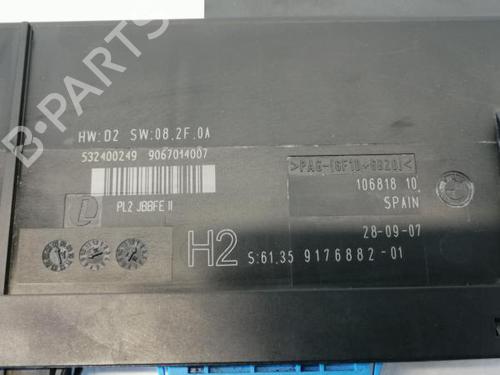 HW:D2 SW:08.2F.0A
532400249 9067014007
PL2 JBBFE II
>PAG-(GF10+GB20)<
106818 10
SPAIN
28-09-07
H2 S:61.35 9176882-01
B-PARTS